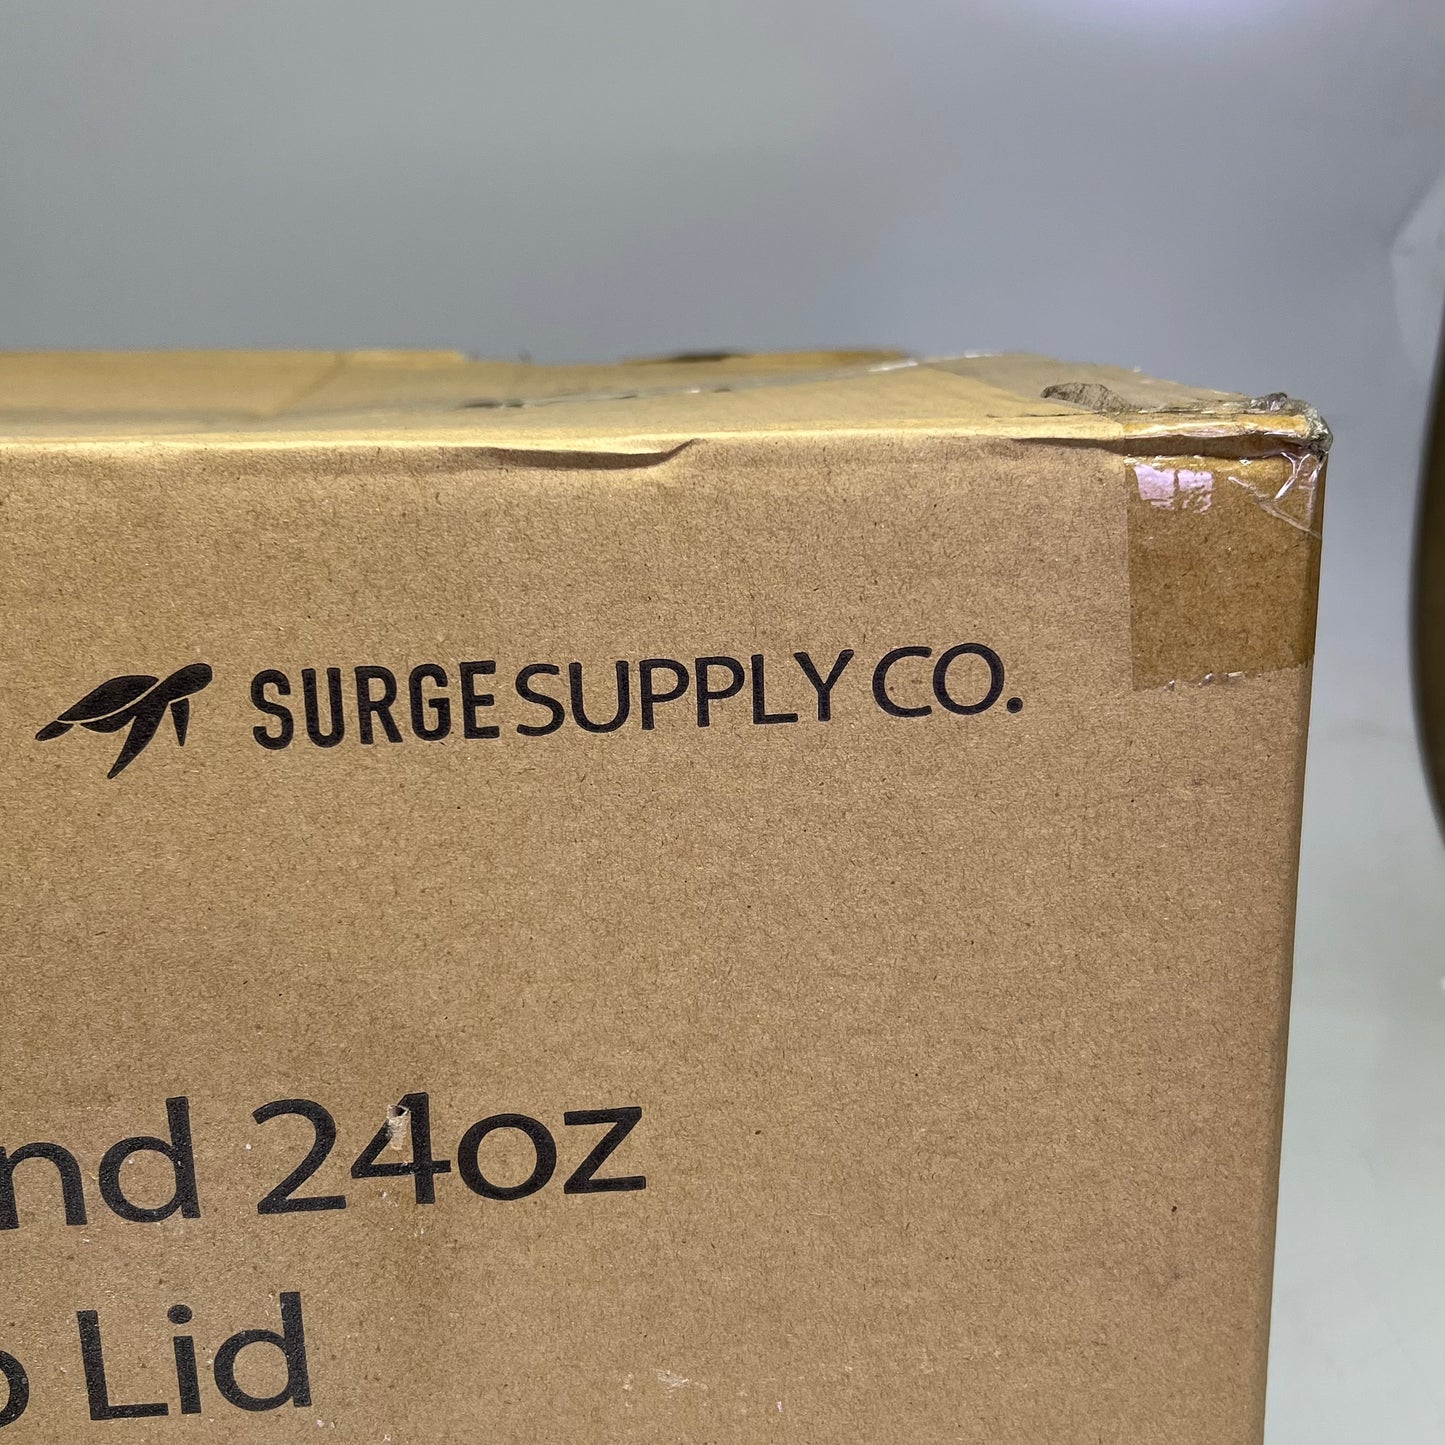 SURGE SUPPLY CO.
nd 24oz
Lid